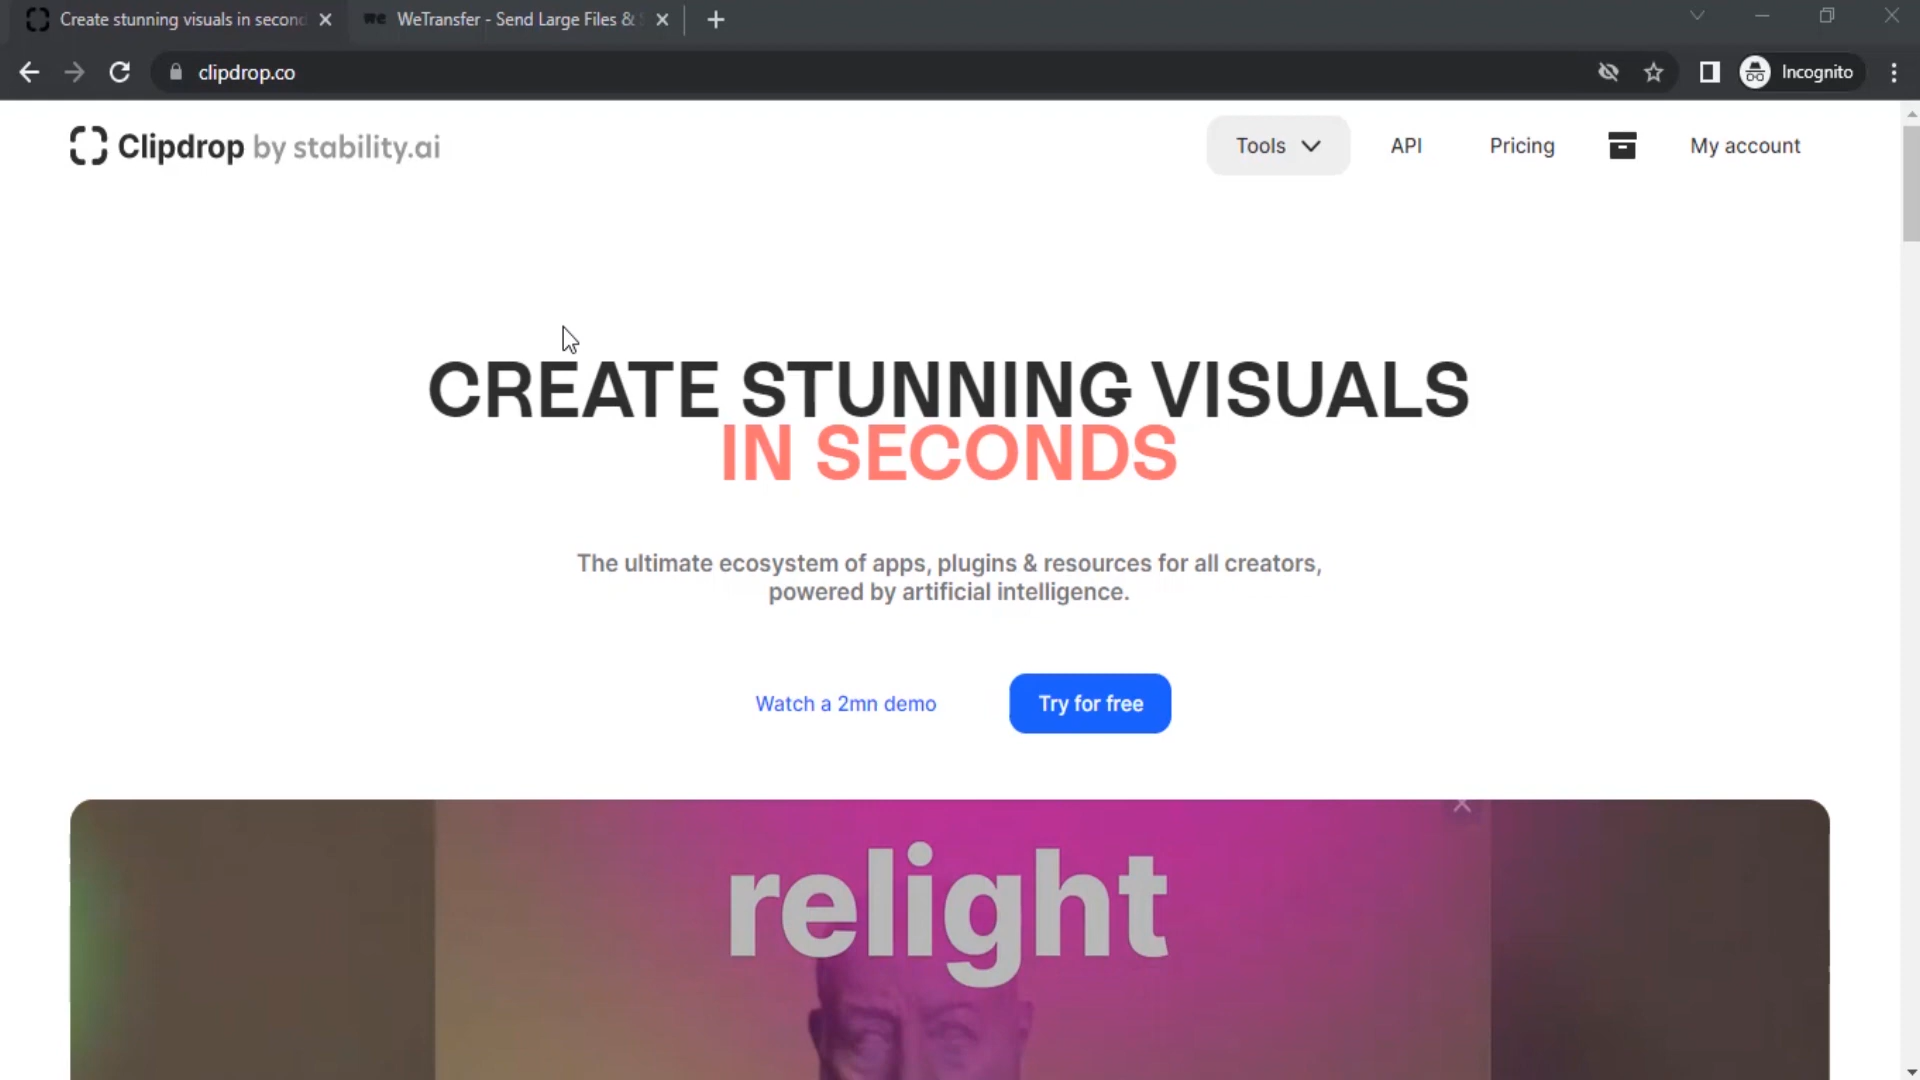 Create stunning visuals in second
WeTransfer - Send Large Files &
clipdrop.co
Incognito
Clipdrop by stability.ai
Tools
API
Pricing
My account
CREATE STUNNING VISUALS
IN SECONDS
The ultimate ecosystem of apps, plugins & resources for all creators,
powered by artificial intelligence.
Watch a 2mn demo
Try for free
relight